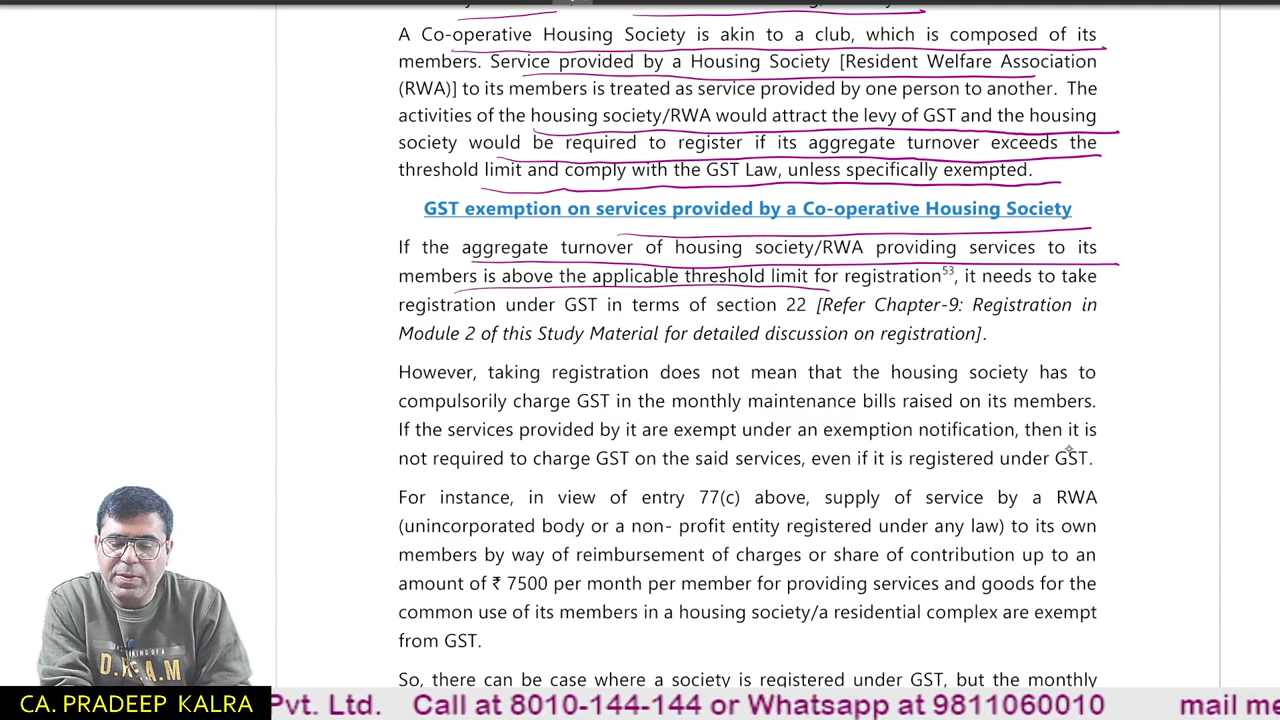 A Co-operative Housing Society is akin to a club, which is composed of its
members. Service provided by a Housing Society [Resident Welfare Association
(RWA)] to its members is treated as service provided by one person to another. The
activities of the housing society/RWA would attract the levy of GST and the housing
society would be required to register if its aggregate turnover exceeds the
threshold limit and comply with the GST Law, unless specifically exempted.
GST exemption on services provided by a Co-operative Housing Society
If the aggregate turnover of housing society/RWA providing services to its
members is above the applicable threshold limit for registration53, it needs to take
registration under GST in terms of section 22 [Refer Chapter-9: Registration in
Module 2 of this Study Material for detailed discussion on registration].
However, taking registration does not mean that the housing society has to
compulsorily charge GST in the monthly maintenance bills raised on its members.
If the services provided by it are exempt under an exemption notification, then it is
not required to charge GST on the said services, even if it is registered under GST.
For instance, in view of entry 77(c) above, supply of service by a RWA
(unincorporated body or a non- profit entity registered under any law) to its own
members by way of reimbursement of charges or share of contribution up to an
amount of ₹ 7500 per month per member for providing services and goods for the
common use of its members in a housing society/a residential complex are exempt
from GST.
So, there can be case where a society is registered under GST, but the monthly
CA. PRADEEP KALRA
Pvt. Ltd. Call at 8010-144-144 or Whatsapp at 9811060010 mail me